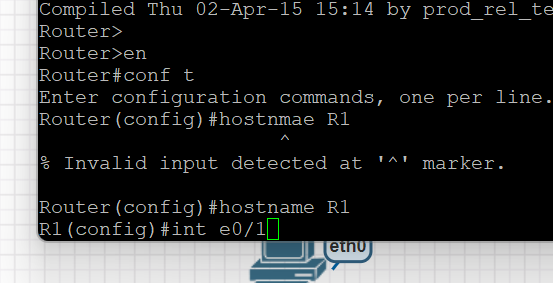 Compiled Thu 02-Apr-15 15:14 by prod_rel_te
Router>
Router>en
Router#conf t
Enter configuration commands, one per line.
Router(config)#hostnmae R1
^
% Invalid input detected at '^' marker.
Router(config)#hostname R1
R1(config)#int e0/1
eth0